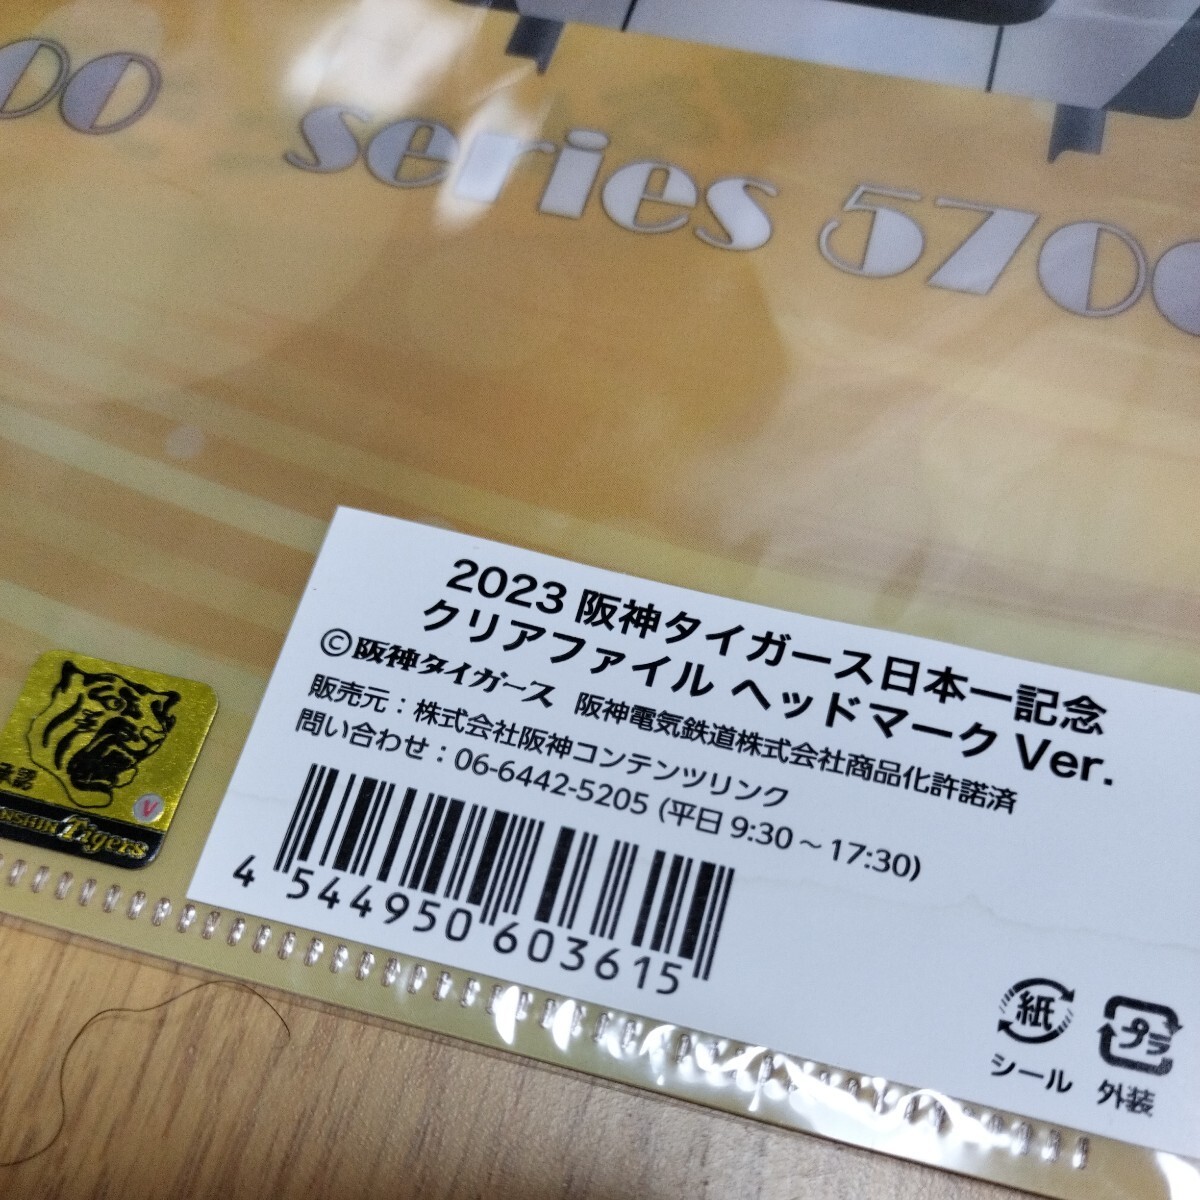 00
series 5700
2023 阪神タイガース日本一記念
クリアファイル ヘッドマーク Ver.
©阪神タイガース 阪神電気鉄道株式会社商品化許諾済
販売元：株式会社阪神コンテンツリンク
問い合わせ：06-6442-5205 (平日 9:30～17:30)
4 544950 603615
紙
シール
プラ
外装
承認
V
NSHIN Tigers